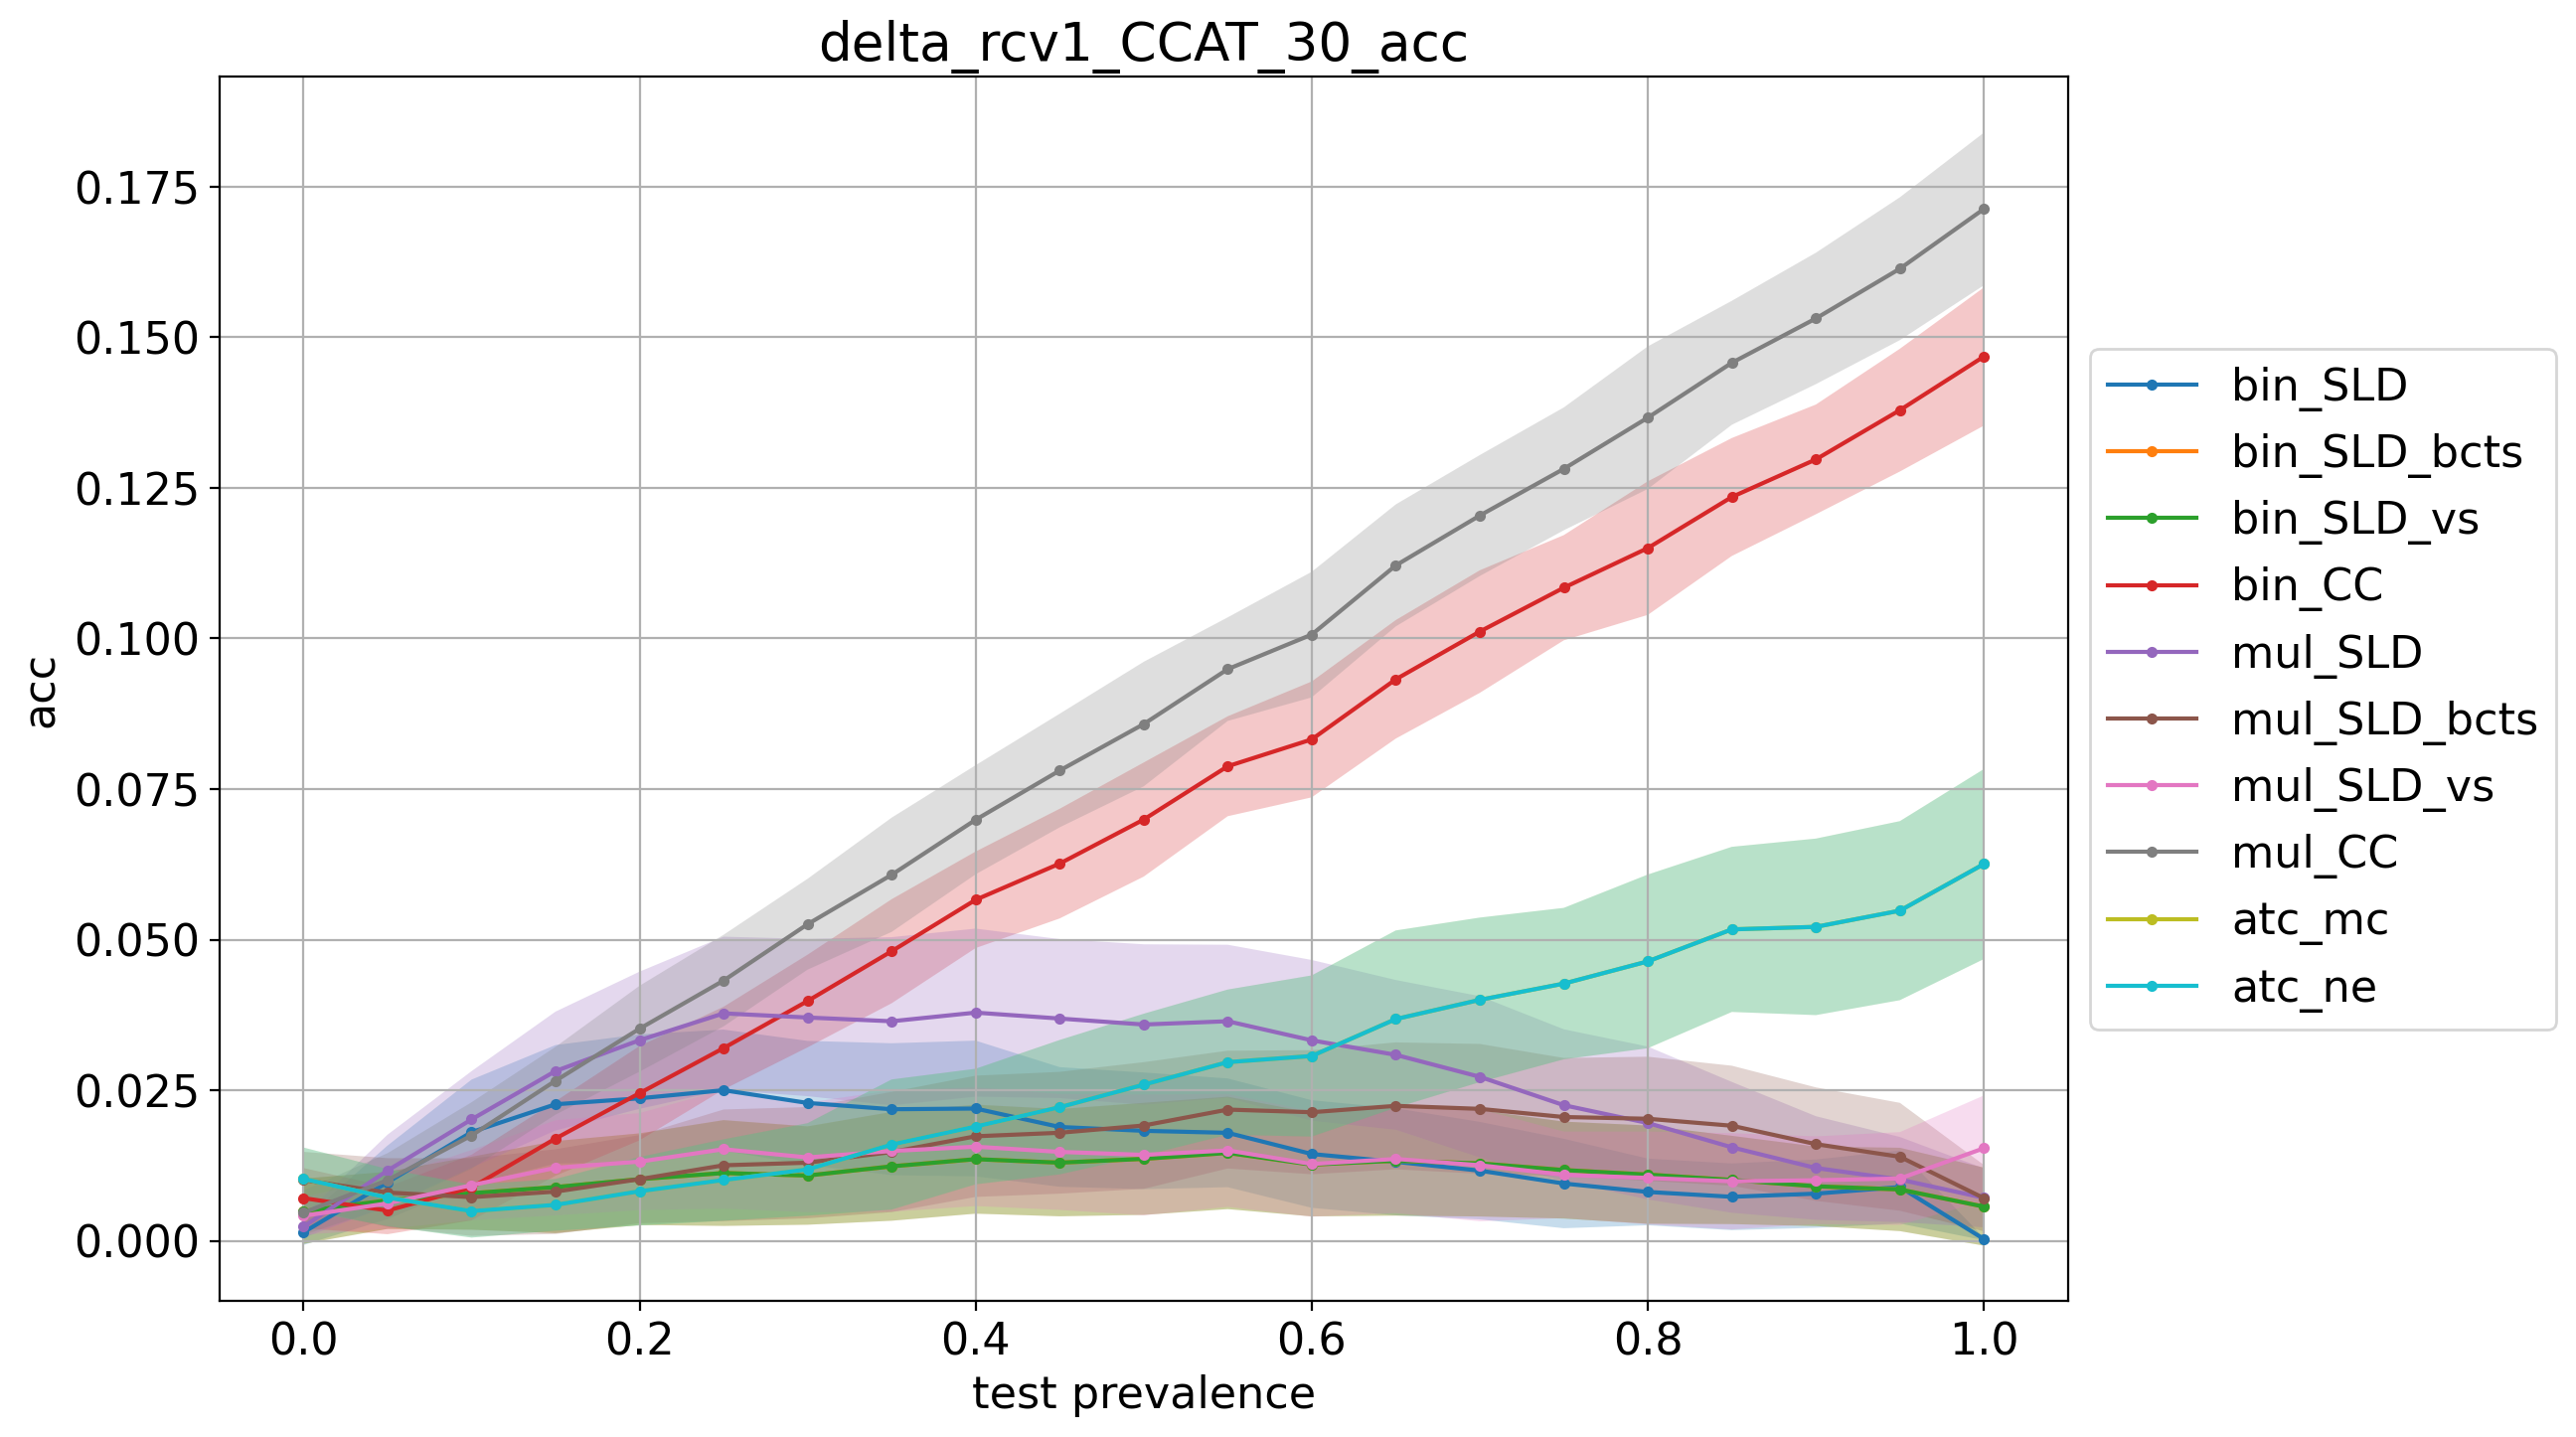 delta_rcv1_CCAT_30_acc
0.175
0.150
0.125
0.100
0.075
0.050
0.025
0.000
acc
0.0 0.2 0.4 0.6 0.8 1.0
test prevalence
bin_SLD
bin_SLD_bcts
bin_SLD_vs
bin_CC
mul_SLD
mul_SLD_bcts
mul_SLD_vs
mul_CC
atc_mc
atc_ne